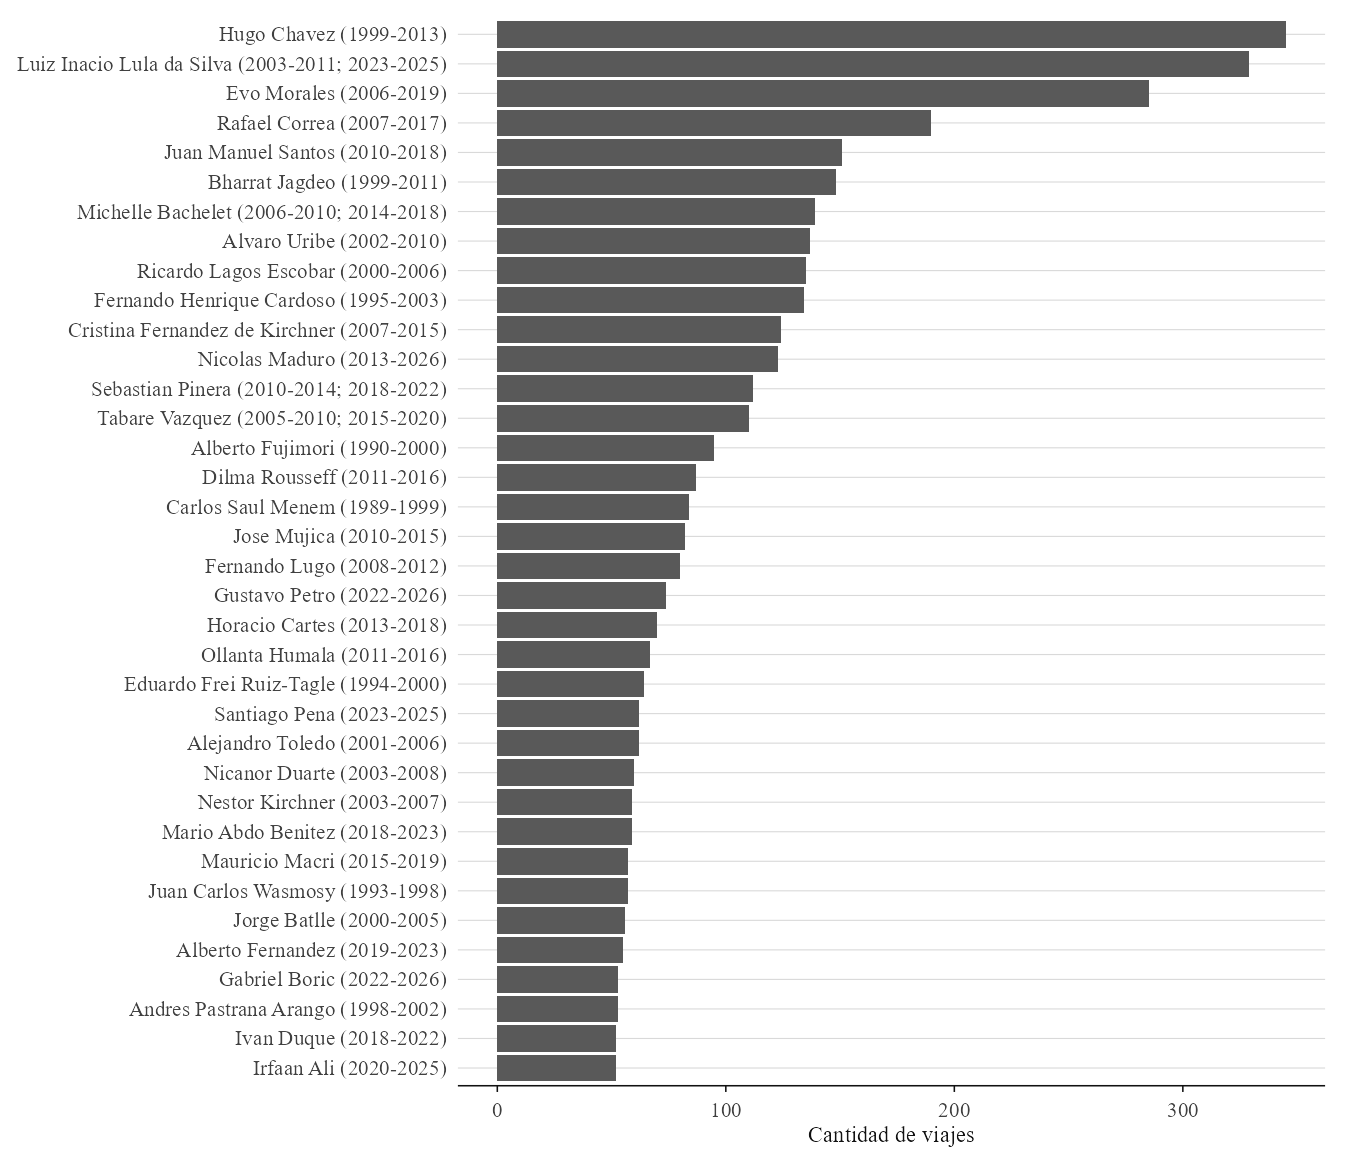 Hugo Chavez (1999-2013)
Luiz Inacio Lula da Silva (2003-2011; 2023-2025)
Evo Morales (2006-2019)
Rafael Correa (2007-2017)
Juan Manuel Santos (2010-2018)
Bharrat Jagdeo (1999-2011)
Michelle Bachelet (2006-2010; 2014-2018)
Alvaro Uribe (2002-2010)
Ricardo Lagos Escobar (2000-2006)
Fernando Henrique Cardoso (1995-2003)
Cristina Fernandez de Kirchner (2007-2015)
Nicolas Maduro (2013-2026)
Sebastian Pinera (2010-2014; 2018-2022)
Tabare Vazquez (2005-2010; 2015-2020)
Alberto Fujimori (1990-2000)
Dilma Rousseff (2011-2016)
Carlos Saul Menem (1989-1999)
Jose Mujica (2010-2015)
Fernando Lugo (2008-2012)
Gustavo Petro (2022-2026)
Horacio Cartes (2013-2018)
Ollanta Humala (2011-2016)
Eduardo Frei Ruiz-Tagle (1994-2000)
Santiago Pena (2023-2025)
Alejandro Toledo (2001-2006)
Nicanor Duarte (2003-2008)
Nestor Kirchner (2003-2007)
Mario Abdo Benitez (2018-2023)
Mauricio Macri (2015-2019)
Juan Carlos Wasmosy (1993-1998)
Jorge Batlle (2000-2005)
Alberto Fernandez (2019-2023)
Gabriel Boric (2022-2026)
Andres Pastrana Arango (1998-2002)
Ivan Duque (2018-2022)
Irfaan Ali (2020-2025)
0 100 200 300
Cantidad de viajes